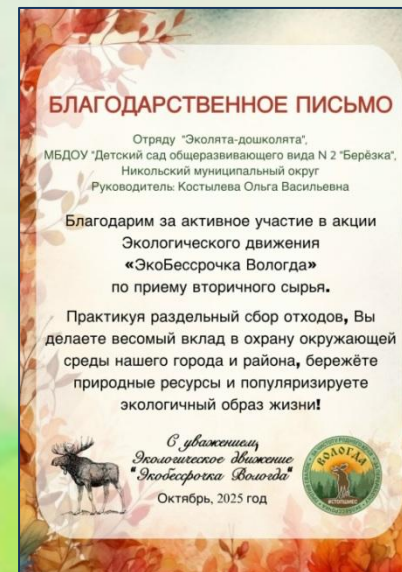 БЛАГОДАРСТВЕННОЕ ПИСЬМО
Отряду "Эколята-дошколята",
МБДОУ "Детский сад общеразвивающего вида N 2 "Берёзка",
Никольский муниципальный округ
Руководитель: Костылева Ольга Васильевна
Благодарим за активное участие в акции
Экологического движения
«ЭкоБессрочка Вологда»
по приему вторичного сырья.
Практикуя раздельный сбор отходов, Вы
делаете весомый вклад в охрану окружающей
среды нашего города и района, бережёте
природные ресурсы и популяризируете
экологичный образ жизни!
С уважением,
Экологическое движение
"Экобессрочка Вологда"
Октябрь, 2025 год
ВОЛОГДА